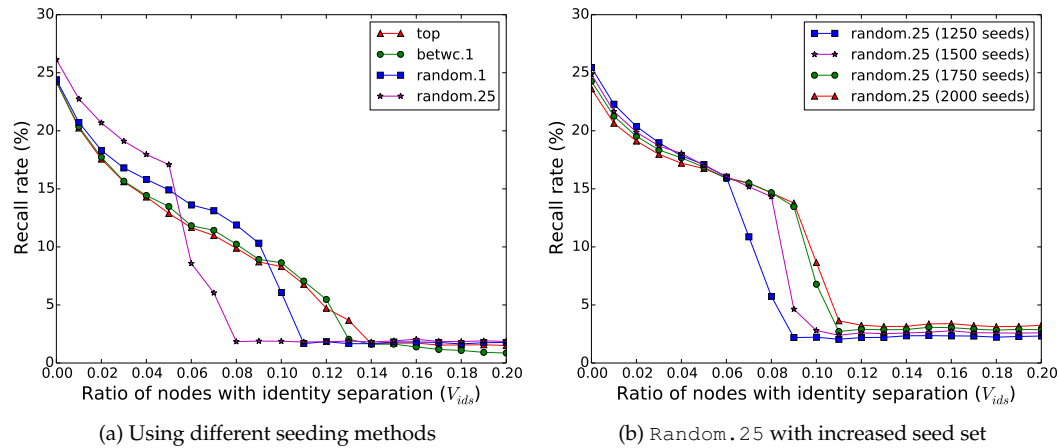 30
25
20
15
10
5
0
Recall rate (%)
top
betwc.1
random.1
random.25
0.00 0.02 0.04 0.06 0.08 0.10 0.12 0.14 0.16 0.18 0.20
Ratio of nodes with identity separation (V_ids)
(a) Using different seeding methods
30
25
20
15
10
5
0
Recall rate (%)
random.25 (1250 seeds)
random.25 (1500 seeds)
random.25 (1750 seeds)
random.25 (2000 seeds)
0.00 0.02 0.04 0.06 0.08 0.10 0.12 0.14 0.16 0.18 0.20
Ratio of nodes with identity separation (V_ids)
(b) Random.25 with increased seed set